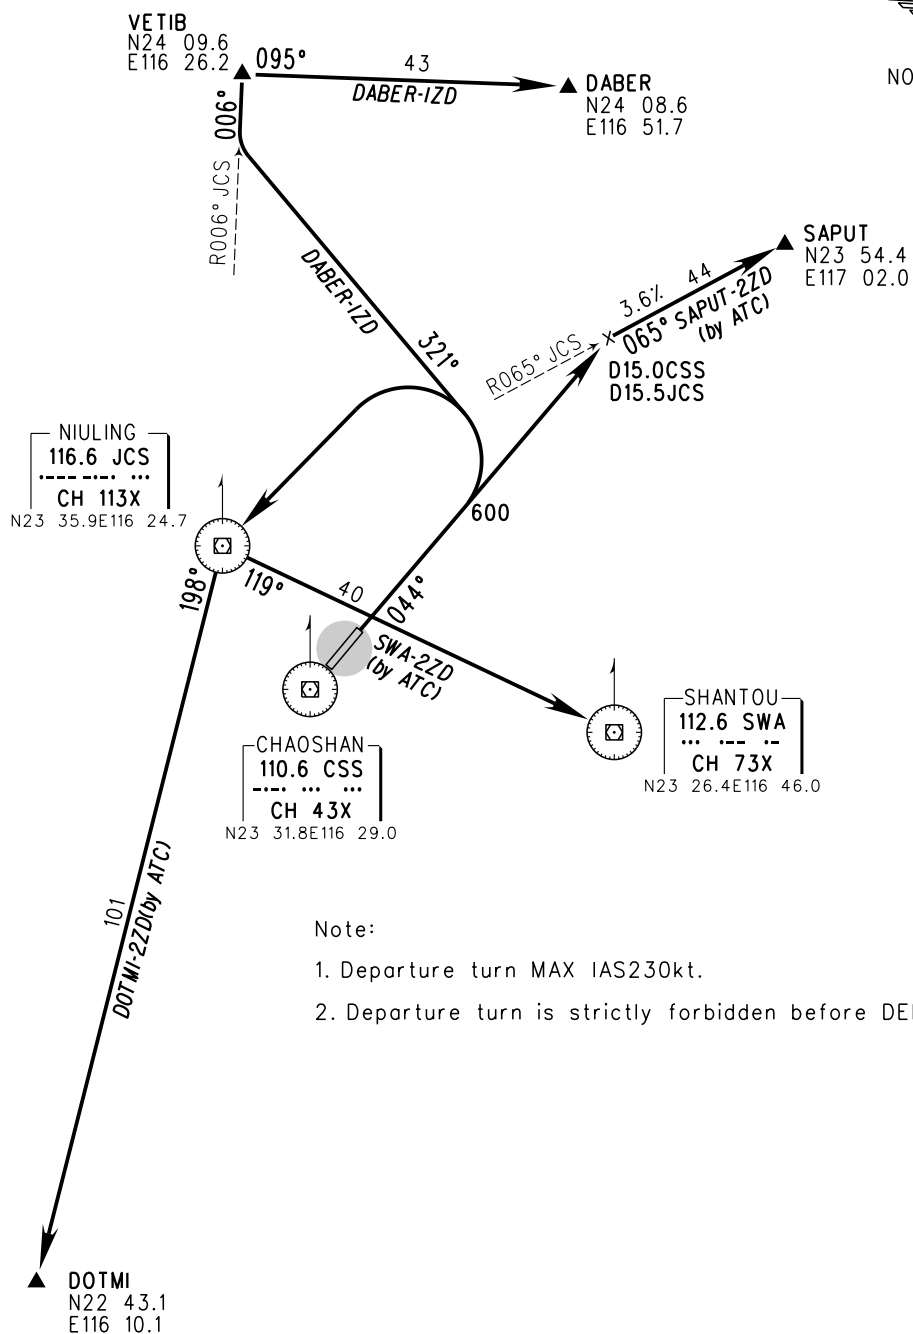 VETIB
N24 09.6
E116 26.2
095°
43
DABER-IZD
DABER
N24 08.6
E116 51.7
NO
006°
R006° JCS
DABER-IZD
321°
SAPUT
N23 54.4
E117 02.0
3.6% 44
065° SAPUT-2ZD
(by ATC)
R065° JCS
D15.0CSS
D15.5JCS
NIULING
116.6 JCS
CH 113X
N23 35.9E116 24.7
600
198°
119°
40
044°
SWA-2ZD
(by ATC)
CHAOSHAN
110.6 CSS
CH 43X
N23 31.8E116 29.0
SHANTOU
112.6 SWA
CH 73X
N23 26.4E116 46.0
101
DOTMI-2ZD(by ATC)
Note:
1. Departure turn MAX IAS230kt.
2. Departure turn is strictly forbidden before DE
DOTMI
N22 43.1
E116 10.1